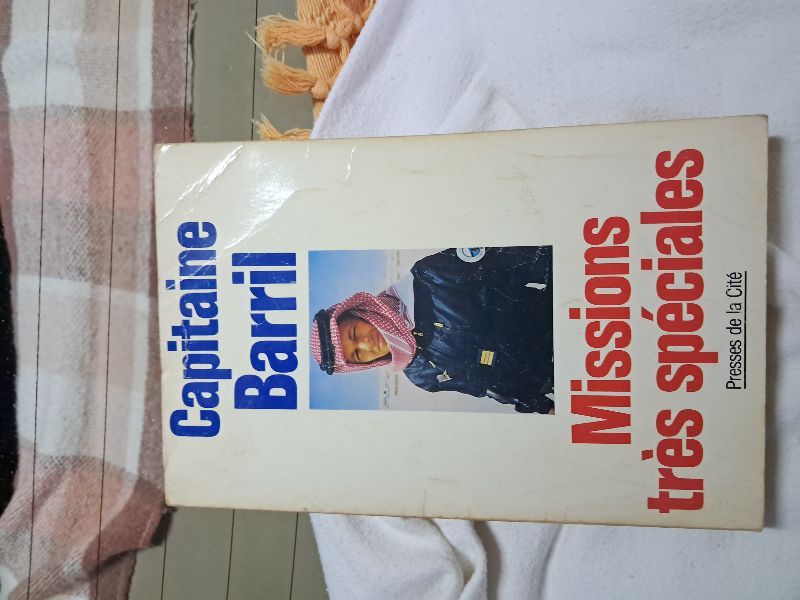 Capitaine
Barril
Missions
très spéciales
Presses de la Cité